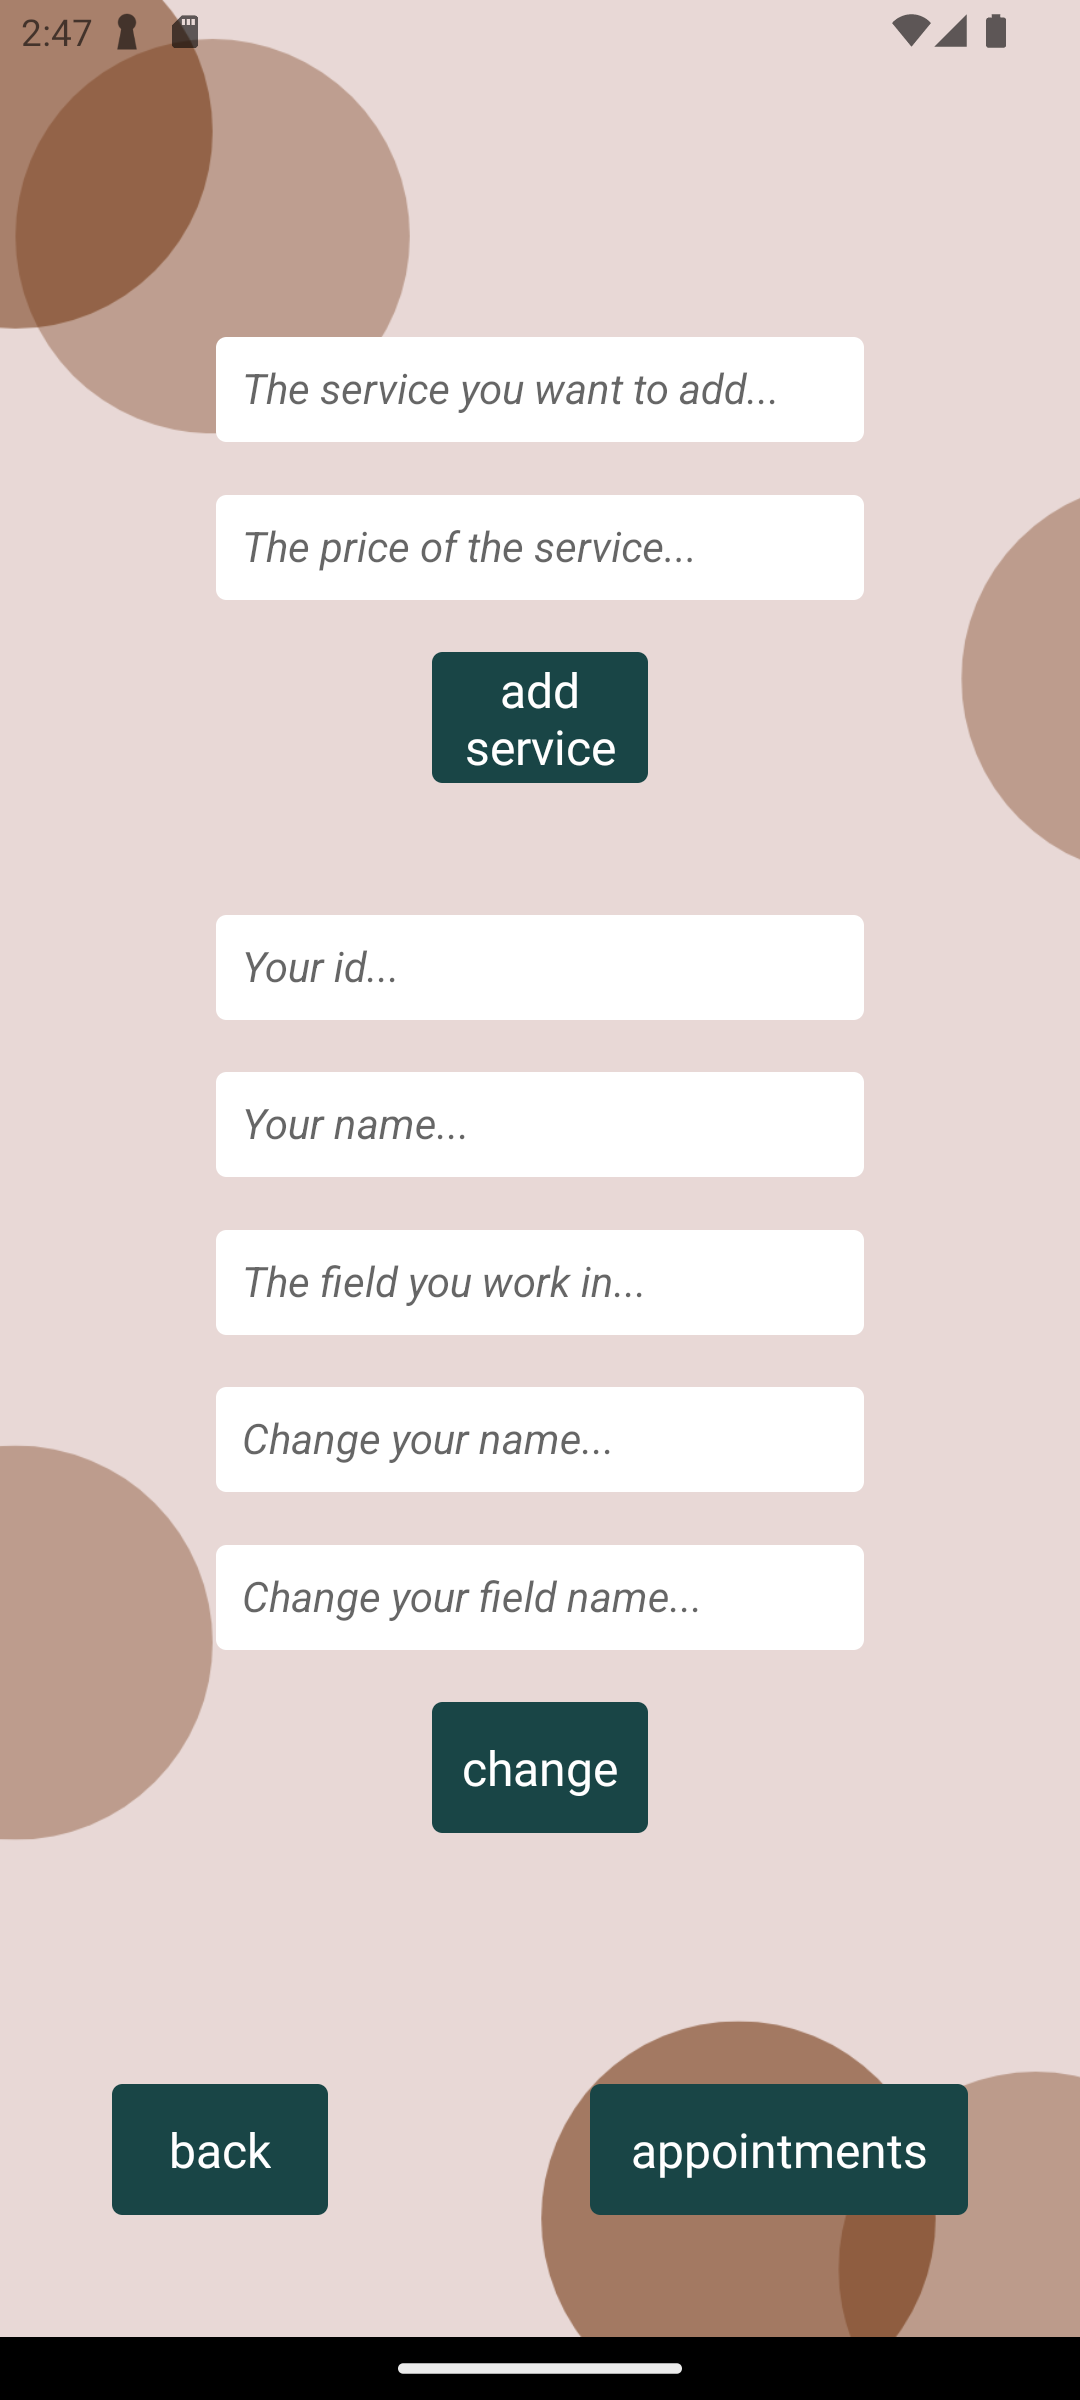 2:47
The service you want to add...
The price of the service...
add
service
Your id...
Your name...
The field you work in...
Change your name...
Change your field name...
change
back
appointments